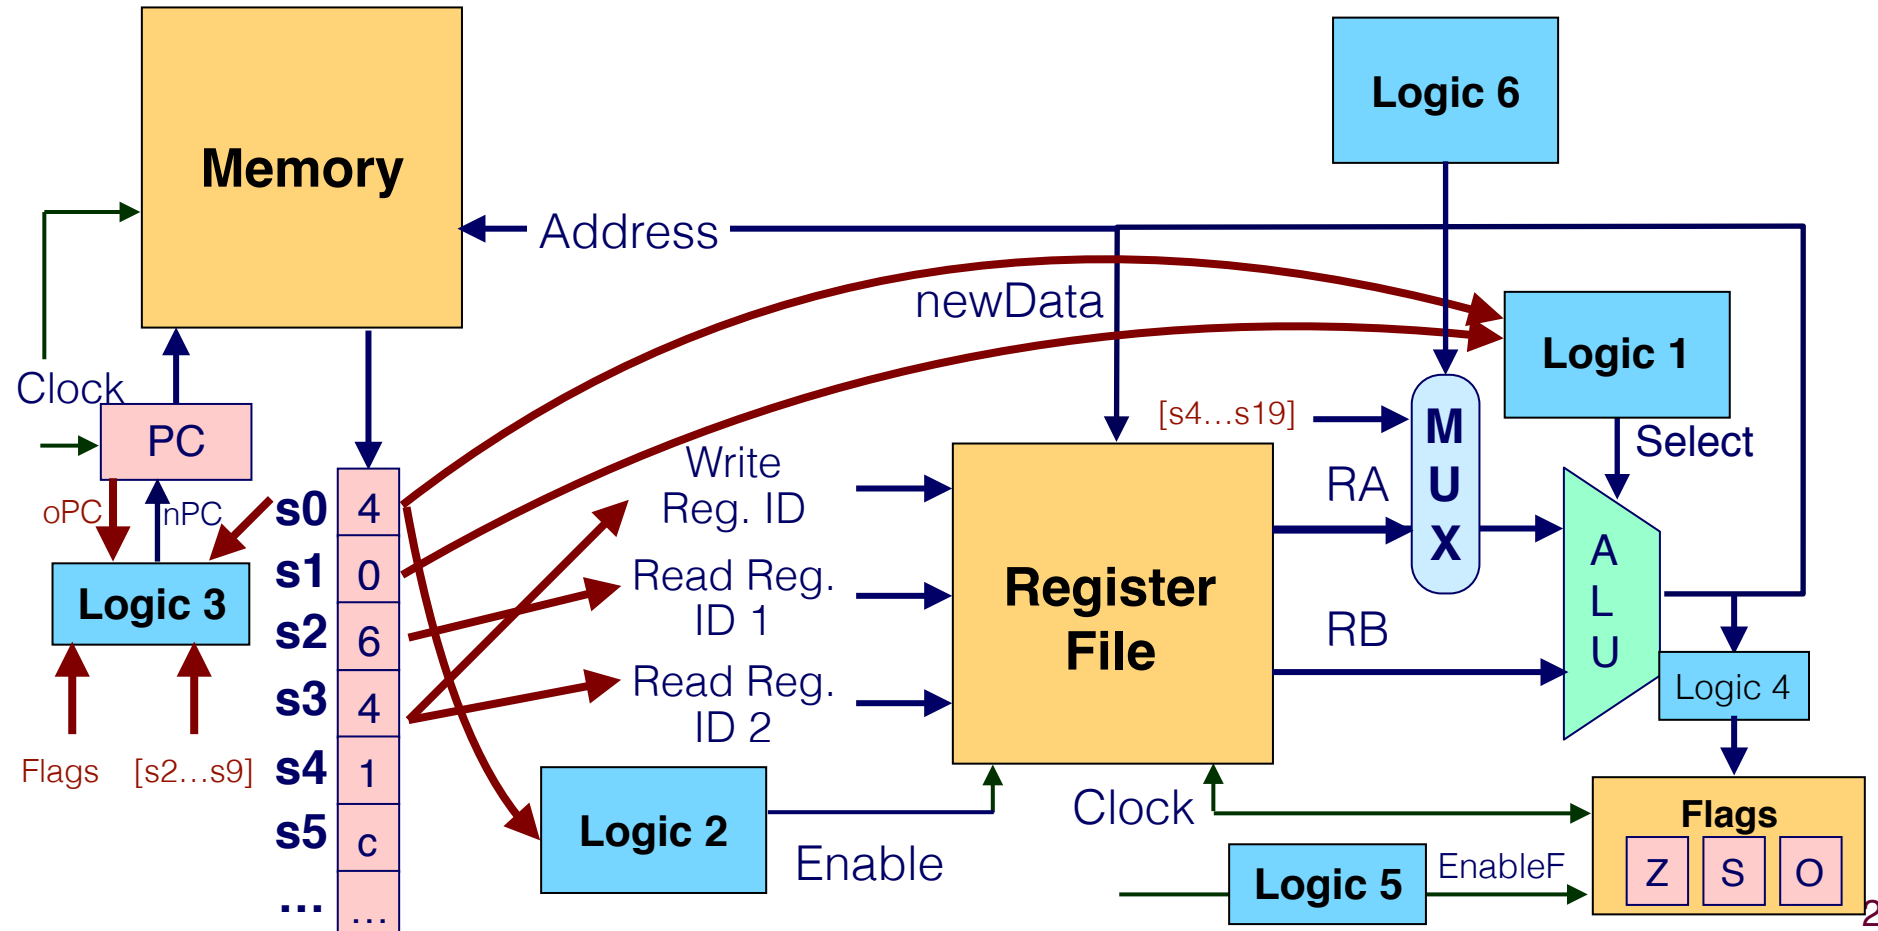 Memory
Logic 6
Address
newData
Logic 1
Clock
PC
[s4...s19]
M
U
X
Select
oPC
nPC
s0 4
Write
Reg. ID
RA
s1 0
Logic 3
Read Reg.
ID 1
Register
File
A
L
U
s2 6
RB
s3 4
Read Reg.
ID 2
Logic 4
Flags
[s2...s9]
s4 1
s5 c
... ...
Logic 2
Enable
Clock
Flags
Z S O
Logic 5
EnableF
2